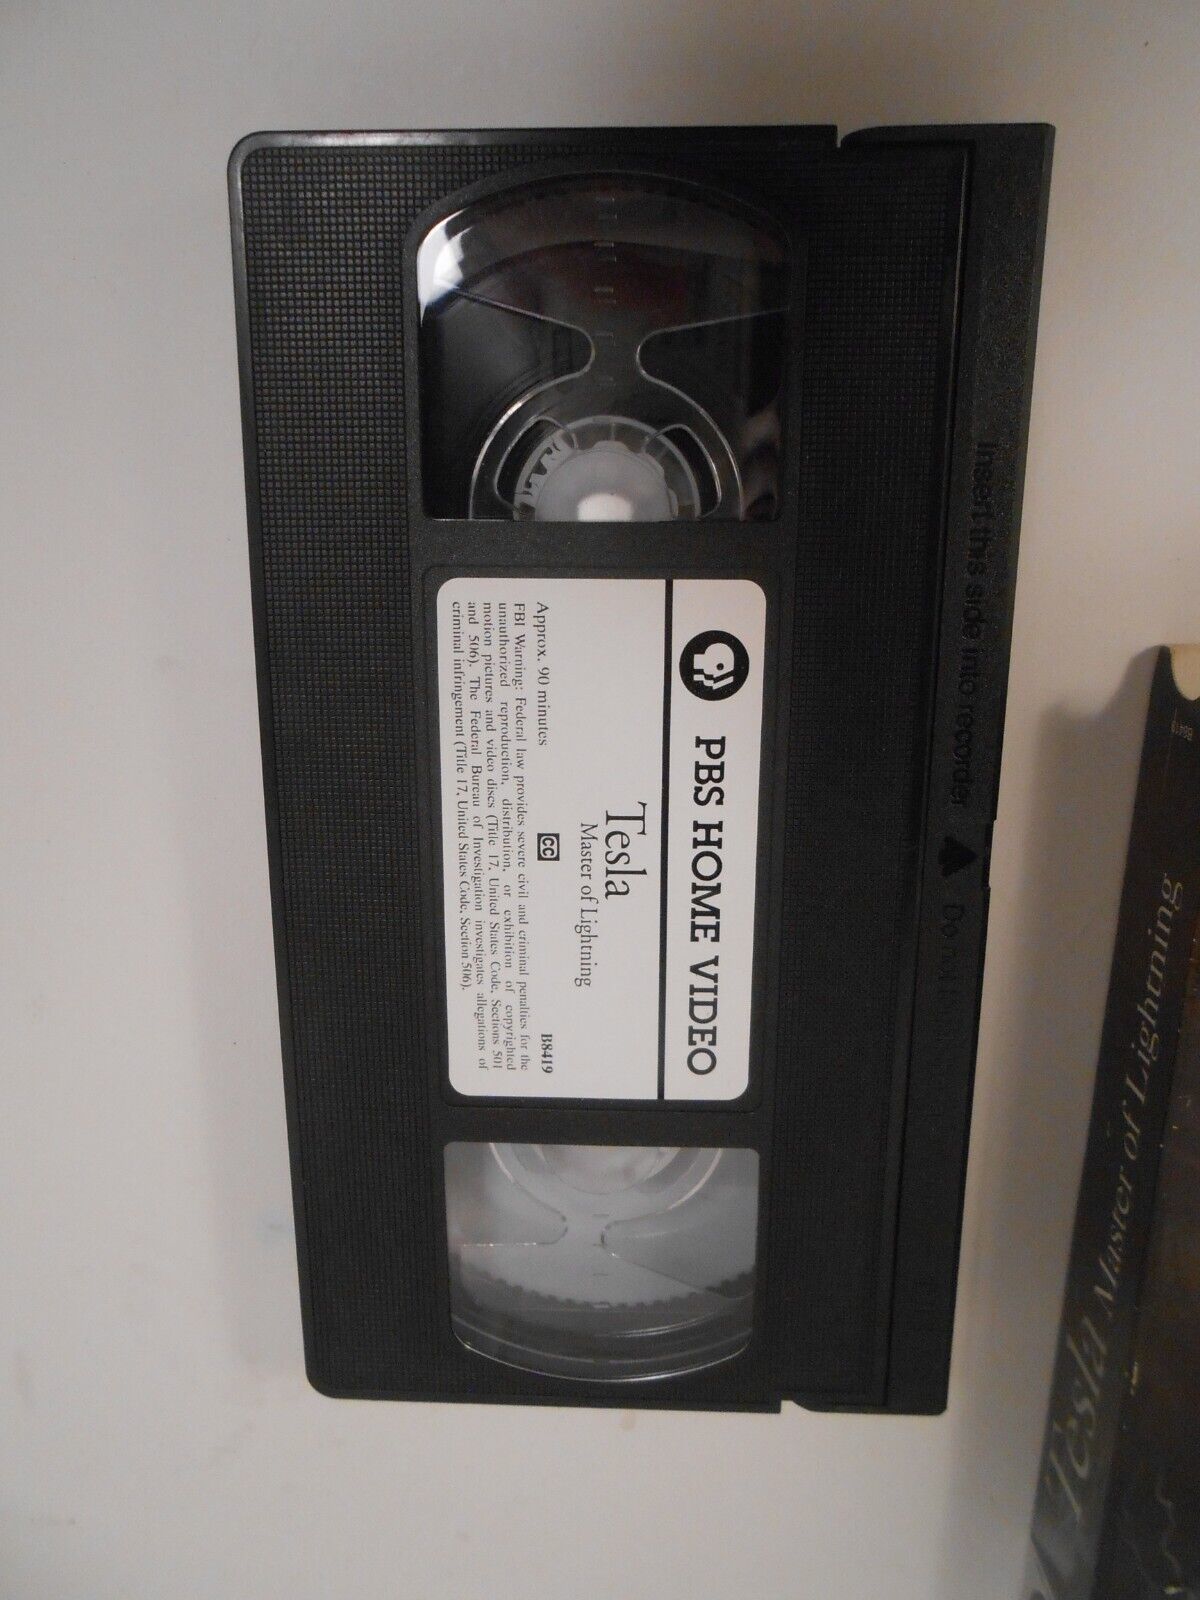 PBS HOME VIDEO
Tesla
Master of Lightning
Approx. 90 minutes CC B8419
FBI Warning: Federal law provides severe civil and criminal penalties for the
unauthorized reproduction, distribution, or exhibition of copyrighted
motion pictures and video discs (Title 17, United States Code, Sections 501
and 506). The Federal Bureau of Investigation investigates allegations of
criminal infringement (Title 17, United States Code, Section 506).
Insert this side into recorder
Tesla Master of Lightning
B8419